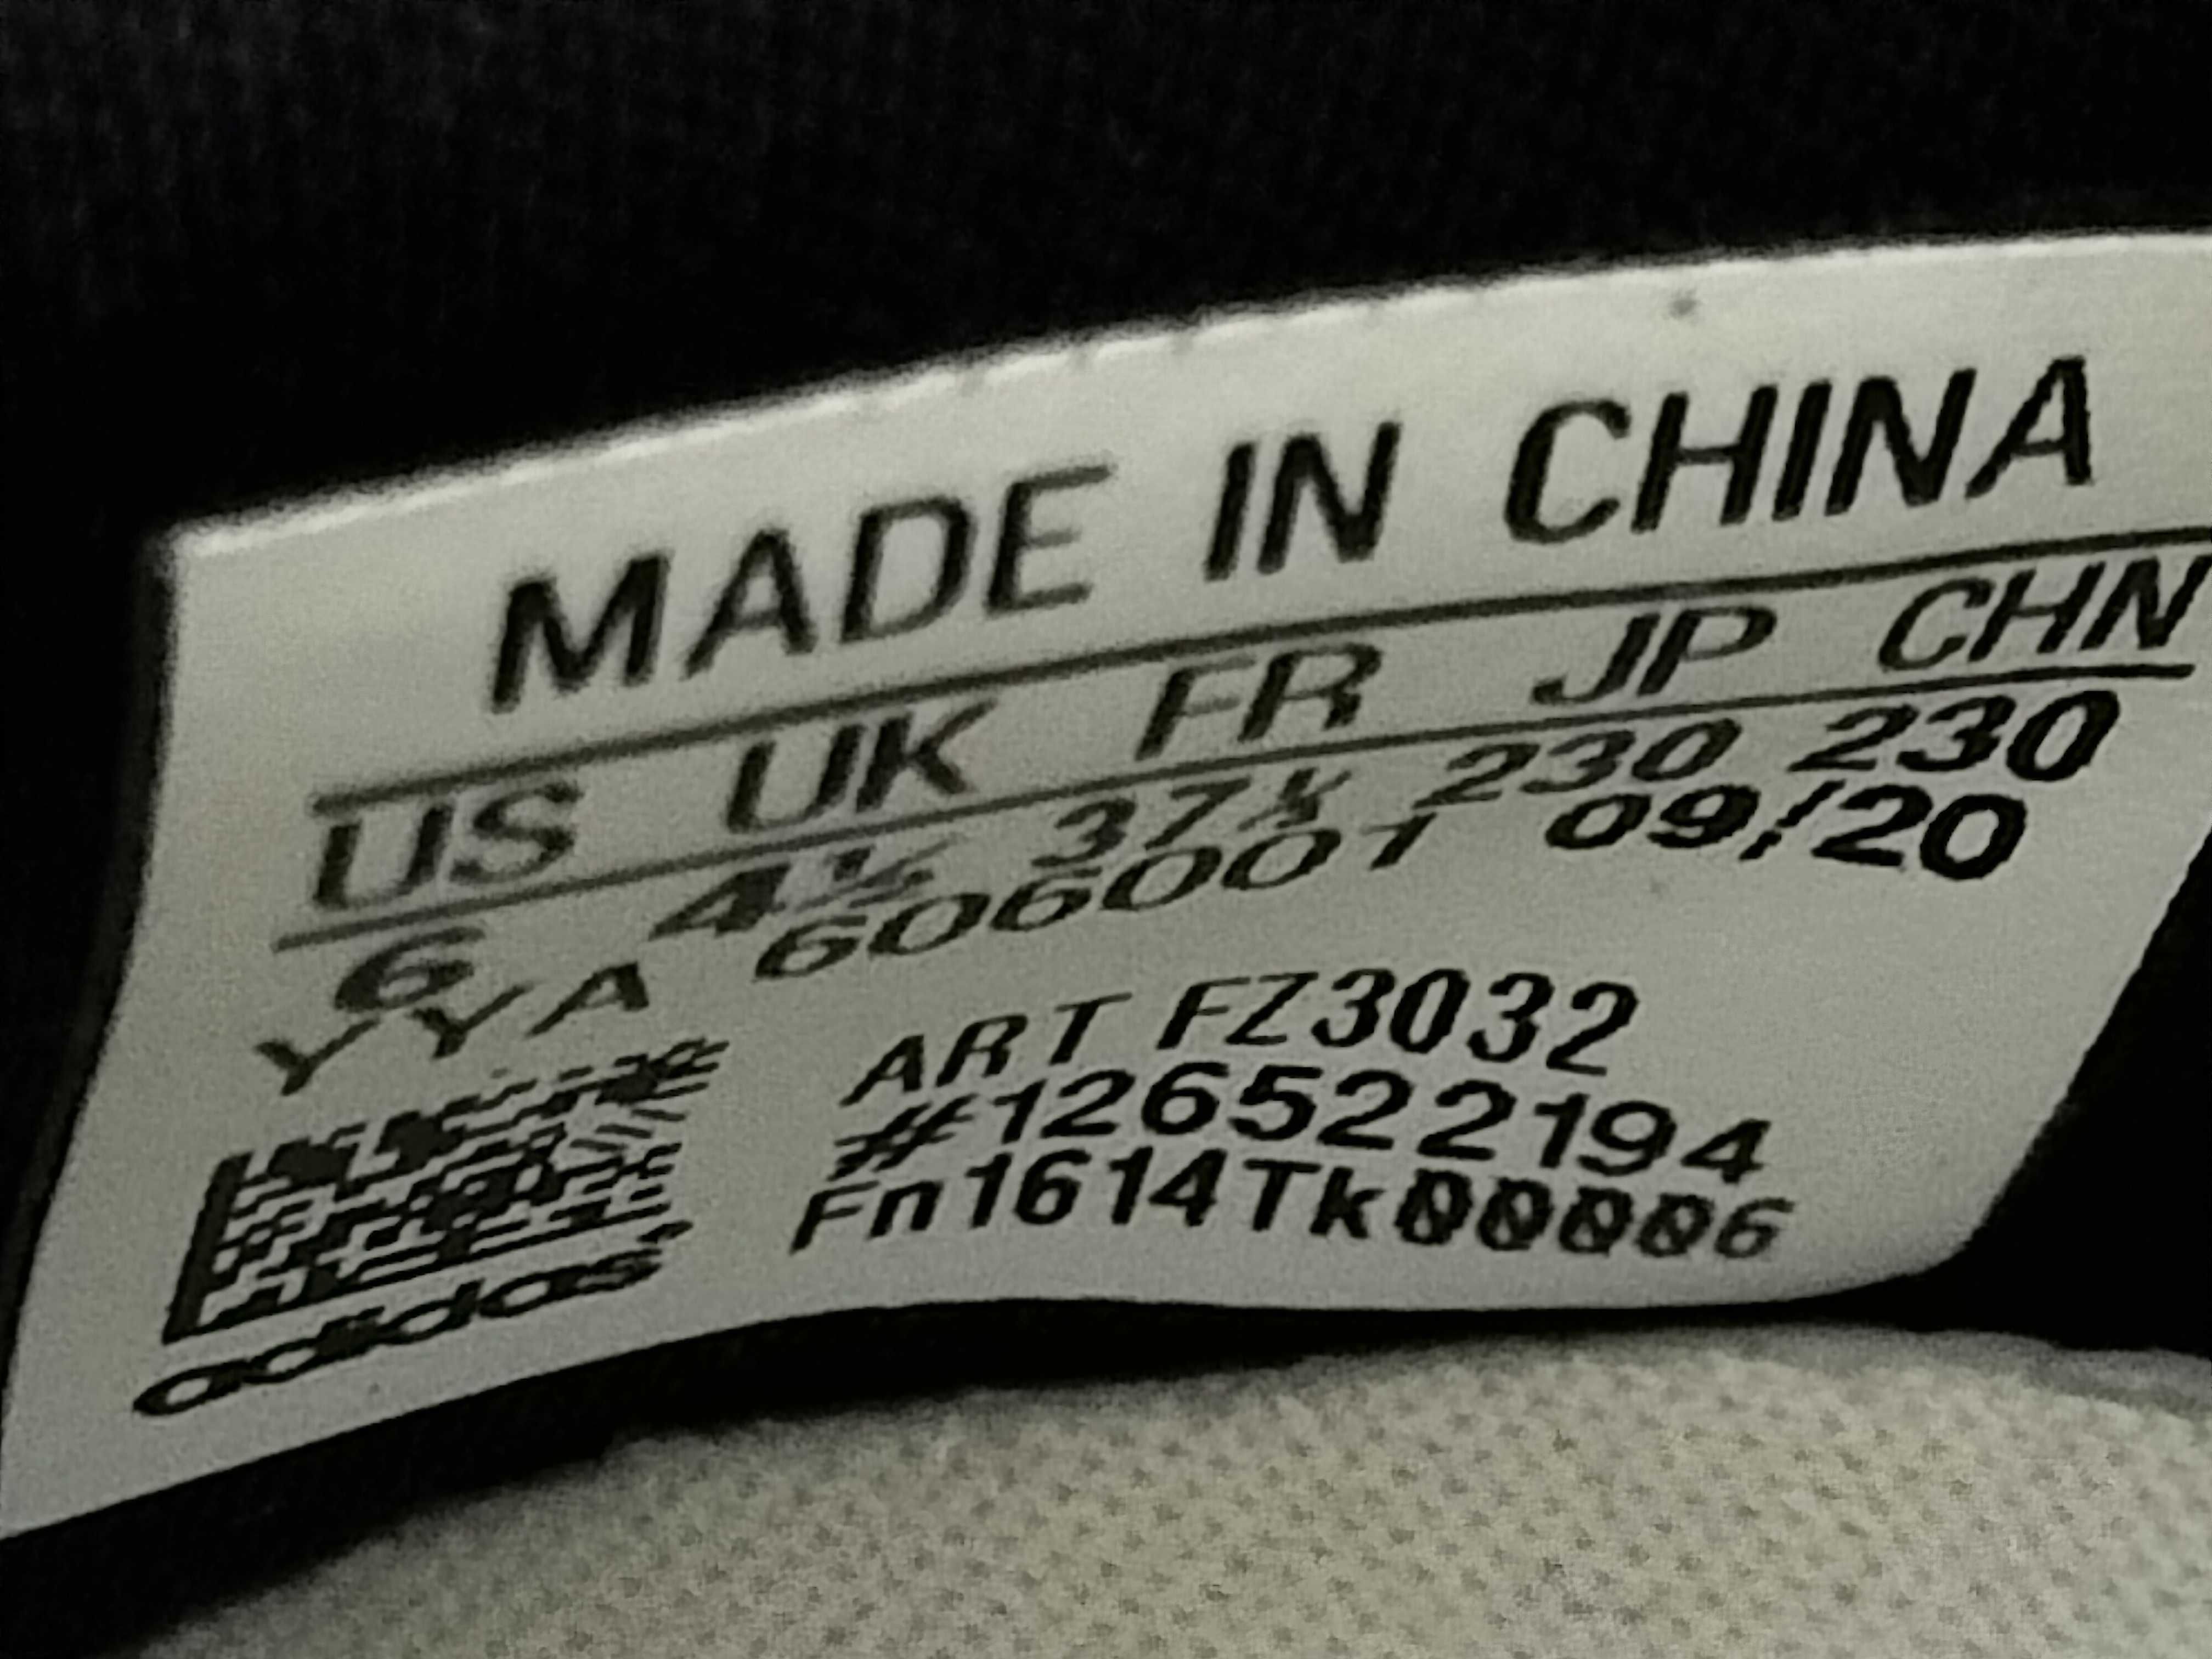 MADE IN CHINA
US UK FR JP CHN
6 4½ 37⅓ 230 230
YYA 606001 09/20
ART FZ3032
#126522194
Fn1614Tk00006
adidas